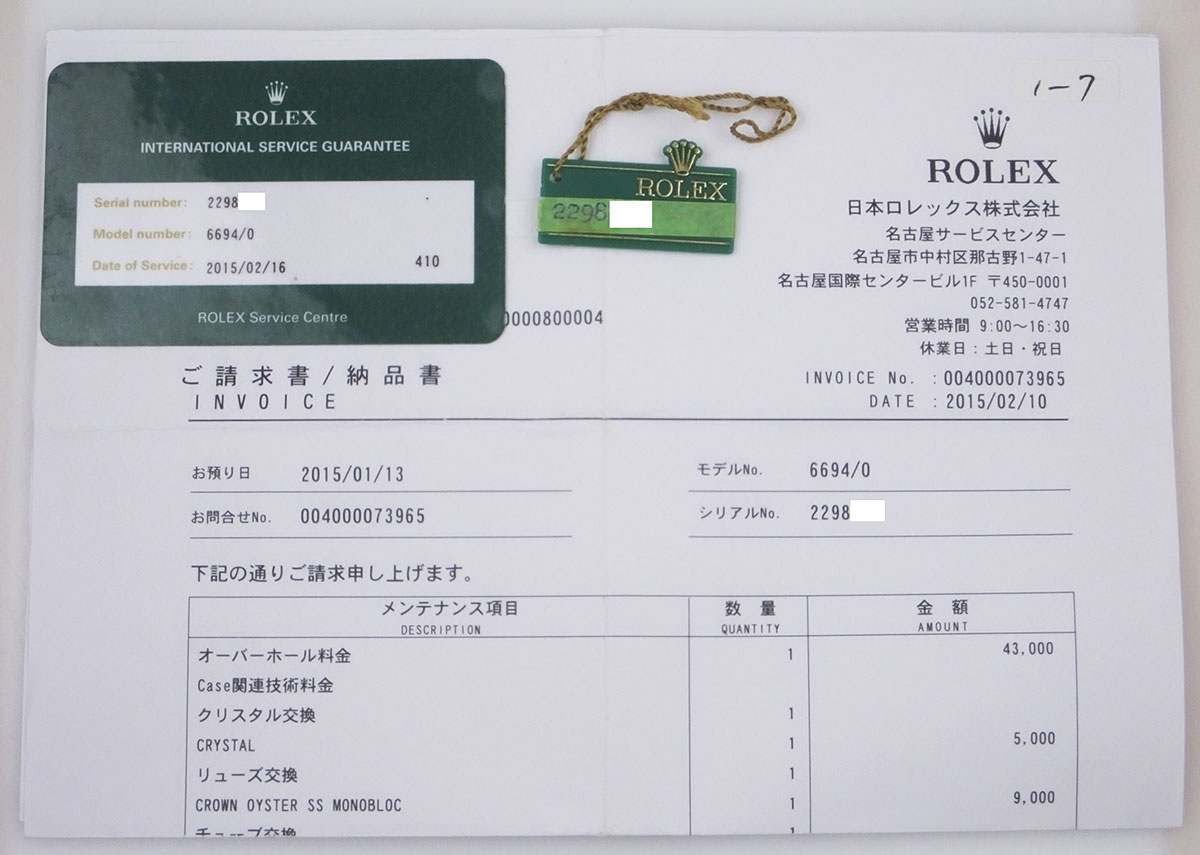 ROLEX
INTERNATIONAL SERVICE GUARANTEE
Serial number: 2298
Model number: 6694/0
Date of Service: 2015/02/16 410
ROLEX Service Centre
ROLEX
2298
1-7
ROLEX
日本ロレックス株式会社
名古屋サービスセンター
名古屋市中村区那古野1-47-1
名古屋国際センタービル1F 〒450-0001
052-581-4747
営業時間 9:00〜16:30
休業日:土日・祝日
0000800004
ご請求書/納品書
INVOICE
INVOICE No. :004000073965
DATE :2015/02/10
お預り日 2015/01/13
モデルNo. 6694/0
お問合せNo. 004000073965
シリアルNo. 2298
下記の通りご請求申し上げます。
メンテナンス項目 数量 金額
DESCRIPTION QUANTITY AMOUNT
オーバーホール料金 1 43,000
Case関連技術料金
クリスタル交換 1
CRYSTAL 1 5,000
リューズ交換 1
CROWN OYSTER SS MONOBLOC 1 9,000
チューブ交換 1